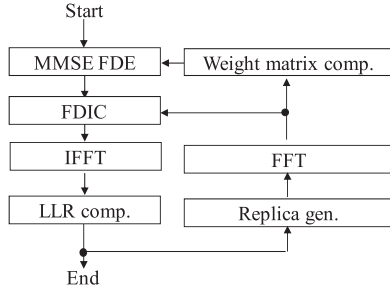 Start
MMSE FDE
Weight matrix comp.
FDIC
IFFT
FFT
LLR comp.
Replica gen.
End